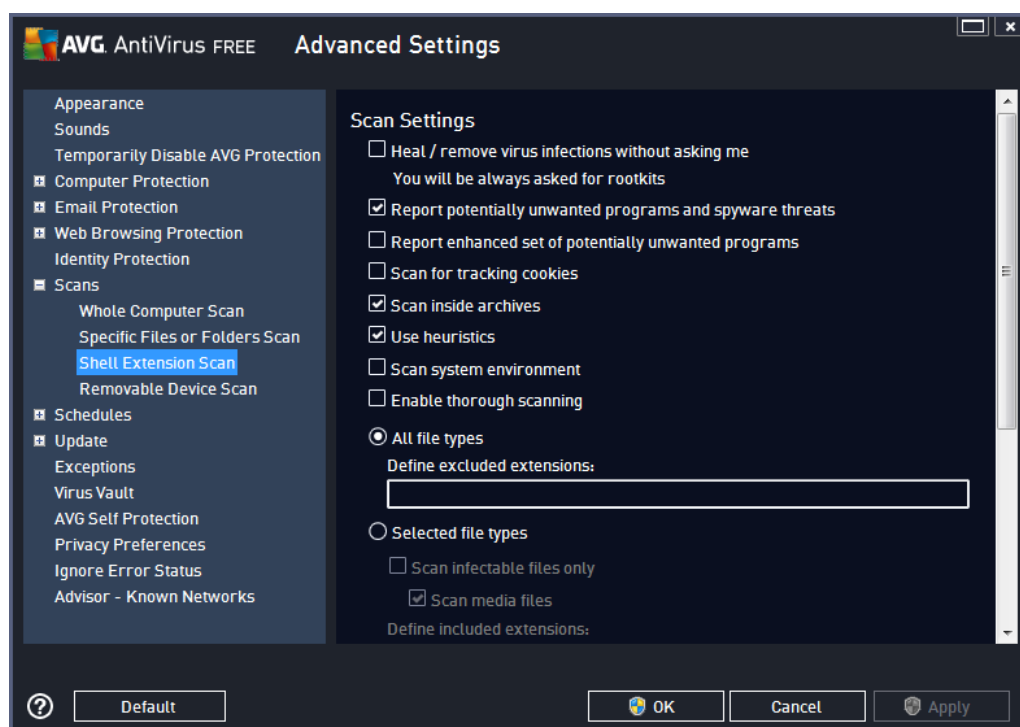 AVG. AntiVirus FREE Advanced Settings
Appearance
Sounds
Temporarily Disable AVG Protection
Computer Protection
Email Protection
Web Browsing Protection
Identity Protection
Scans
Whole Computer Scan
Specific Files or Folders Scan
Shell Extension Scan
Removable Device Scan
Schedules
Update
Exceptions
Virus Vault
AVG Self Protection
Privacy Preferences
Ignore Error Status
Advisor - Known Networks
Scan Settings
Heal / remove virus infections without asking me
You will be always asked for rootkits
Report potentially unwanted programs and spyware threats
Report enhanced set of potentially unwanted programs
Scan for tracking cookies
Scan inside archives
Use heuristics
Scan system environment
Enable thorough scanning
All file types
Define excluded extensions:
Selected file types
Scan infectable files only
Scan media files
Define included extensions:
? Default OK Cancel Apply